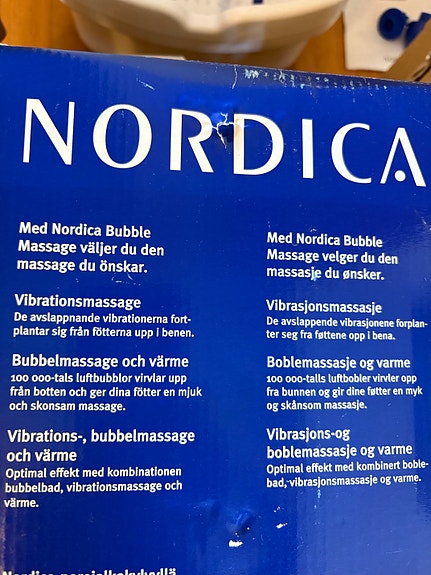 NORDICA
Med Nordica Bubble
Massage väljer du den
massage du önskar.
Vibrationsmassage
De avslappnande vibrationerna fort-
plantar sig från fötterna upp i benen.
Bubbelmassage och värme
100 000-tals luftbubblor virvlar upp
från botten och ger dina fötter en mjuk
och skonsam massage.
Vibrations-, bubbelmassage
och värme
Optimal effekt med kombinationen
bubbelbad, vibrationsmassage och
värme.
Med Nordica Bubble
Massage velger du den
massasje du ønsker.
Vibrasjonsmassasje
De avslappende vibrasjonene forplan-
ter seg fra føttene opp i bena.
Boblemassasje og varme
100 000-talls luftbobler virvler opp
fra bunnen og gir dine føtter en myk
og skånsom massasje.
Vibrasjons-og
boblemassasje og varme
Optimal effekt med kombinert boble-
bad, vibrasjonsmassasje og varme.